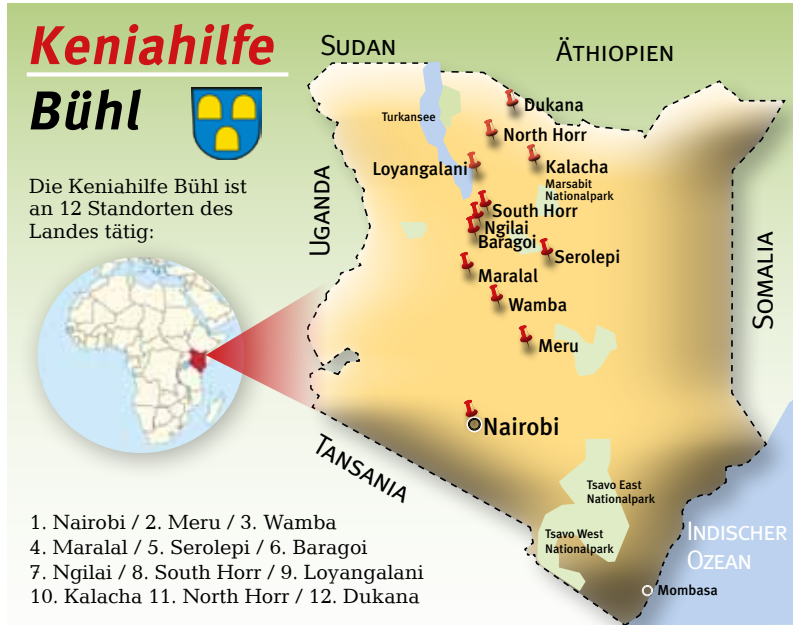 Keniahilfe
Bühl
Die Keniahilfe Bühl ist
an 12 Standorten des
Landes tätig:
SUDAN
ÄTHIOPIEN
UGANDA
SOMALIA
TANSANIA
INDISCHER
OZEAN
Turkansee
Dukana
North Horr
Loyangalani
Kalacha
Marsabit
Nationalpark
South Horr
Ngilai
Baragoi
Serolepi
Maralal
Wamba
Meru
Nairobi
Tsavo East
Nationalpark
Tsavo West
Nationalpark
Mombasa
1. Nairobi / 2. Meru / 3. Wamba
4. Maralal / 5. Serolepi / 6. Baragoi
7. Ngilai / 8. South Horr / 9. Loyangalani
10. Kalacha 11. North Horr / 12. Dukana